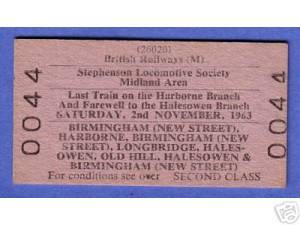 (26020)
British Railways (M)
Stephenson Locomotive Society
Midland Area
Last Train on the Harborne Branch
And Farewell to the Halesowen Branch
SATURDAY, 2nd NOVEMBER, 1963
BIRMINGHAM (NEW STREET),
HARBORNE, BIRMINGHAM (NEW
STREET), LONGBRIDGE, HALES-
OWEN, OLD HILL, HALESOWEN &
BIRMINGHAM (NEW STREET)
For conditions see over SECOND CLASS
0044
0044
eBay